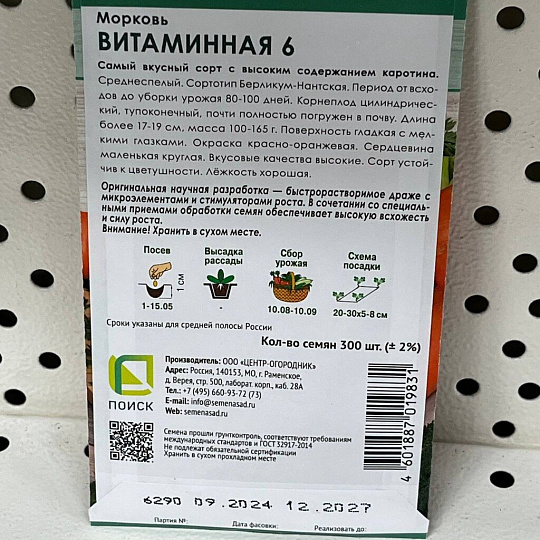 Морковь
ВИТАМИННАЯ 6
Самый вкусный сорт с высоким содержанием каротина.
Среднеспелый. Сортотип Берликум-Нантская. Период от всхо-
дов до уборки урожая 80-100 дней. Корнеплод цилиндричес-
кий, тупоконечный, почти полностью погружен в почву. Длина
более 17-19 см, масса 100-165 г. Поверхность гладкая с мел-
кими глазками. Окраска красно-оранжевая. Сердцевина
маленькая круглая. Вкусовые качества высокие. Сорт устой-
чив к цветушности. Лёжкость хорошая.
Оригинальная научная разработка — быстрорастворимое драже с
микроэлементами и стимуляторами роста. В сочетании со специаль-
ными приемами обработки семян обеспечивает высокую всхожесть
и силу роста.
Внимание! Хранить в сухом месте.
Посев Высадка рассады Сбор урожая Схема посадки
1 см
1-15.05 - 10.08-10.09 20-30x5-8 см
Сроки указаны для средней полосы России
Кол-во семян 300 шт. (± 2%)
ПОИСК
Производитель: ООО «ЦЕНТР-ОГОРОДНИК»
Адрес: Россия, 140153, МО, г. Раменское,
д. Верея, стр. 500, лаборат. корп., каб. 28А
Тел.: +7 (495) 660-93-72 (73)
E-mail: info@semenasad.ru
Web: semenasad.ru
Семена прошли грунтконтроль, соответствуют требованиям
международных стандартов и ГОСТ 32917-2014
Не подлежат обязательной сертификации
Хранить в сухом прохладном месте
4 601887 019831
6290 09.2024 12.2027
Партия №: Дата фасовки: Реализовать до: